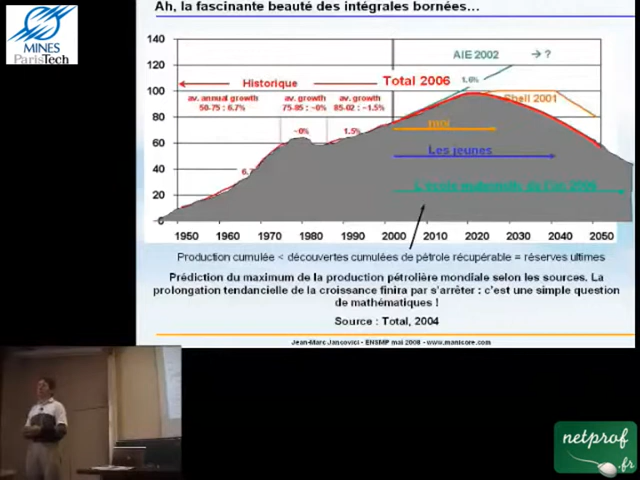 Ah, la fascinante beauté des intégrales bornées…
MINES
ParisTech
140
AIE 2002 → ?
120
Historique
Total 2006
1.6%
100
av. annual growth
50-75 : 6.7%
av. growth
75-85 : ~0%
av. growth
85-02 : ~1.5%
Shell 2001
80
~0%
1.5%
moi
60
Les jeunes
40
6.7
20
0
1950 1960 1970 1980 1990 2000 2010 2020 2030 2040 2050
Production cumulée < découvertes cumulées de pétrole récupérable = réserves ultimes
Prédiction du maximum de la production pétrolière mondiale selon les sources. La
prolongation tendancielle de la croissance finira par s'arrêter : c'est une simple question
de mathématiques !
Source : Total, 2004
Jean-Marc Jancovici - ENSMP mai 2008 - www.manicore.com
netprof
.fr